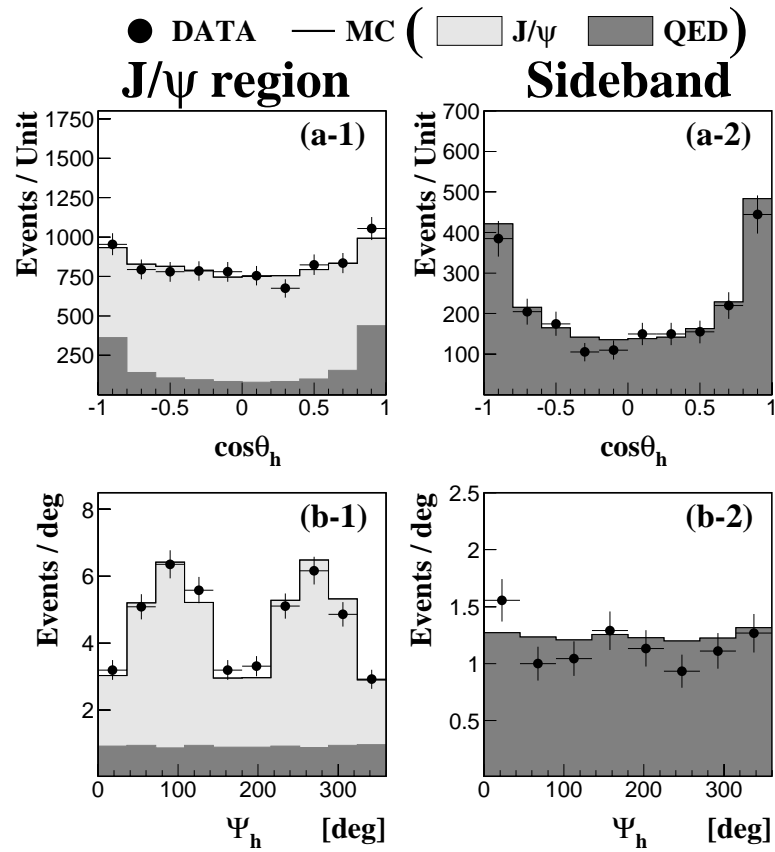 DATA MC ( J/ψ QED )
J/ψ region Sideband
(a-1)
Events / Unit
1750
1500
1250
1000
750
500
250
-1 -0.5 0 0.5 1
cosθh
(a-2)
Events / Unit
700
600
500
400
300
200
100
-1 -0.5 0 0.5 1
cosθh
(b-1)
Events / deg
8
6
4
2
0 100 200 300
Ψh [deg]
(b-2)
Events / deg
2.5
2
1.5
1
0.5
0 100 200 300
Ψh [deg]